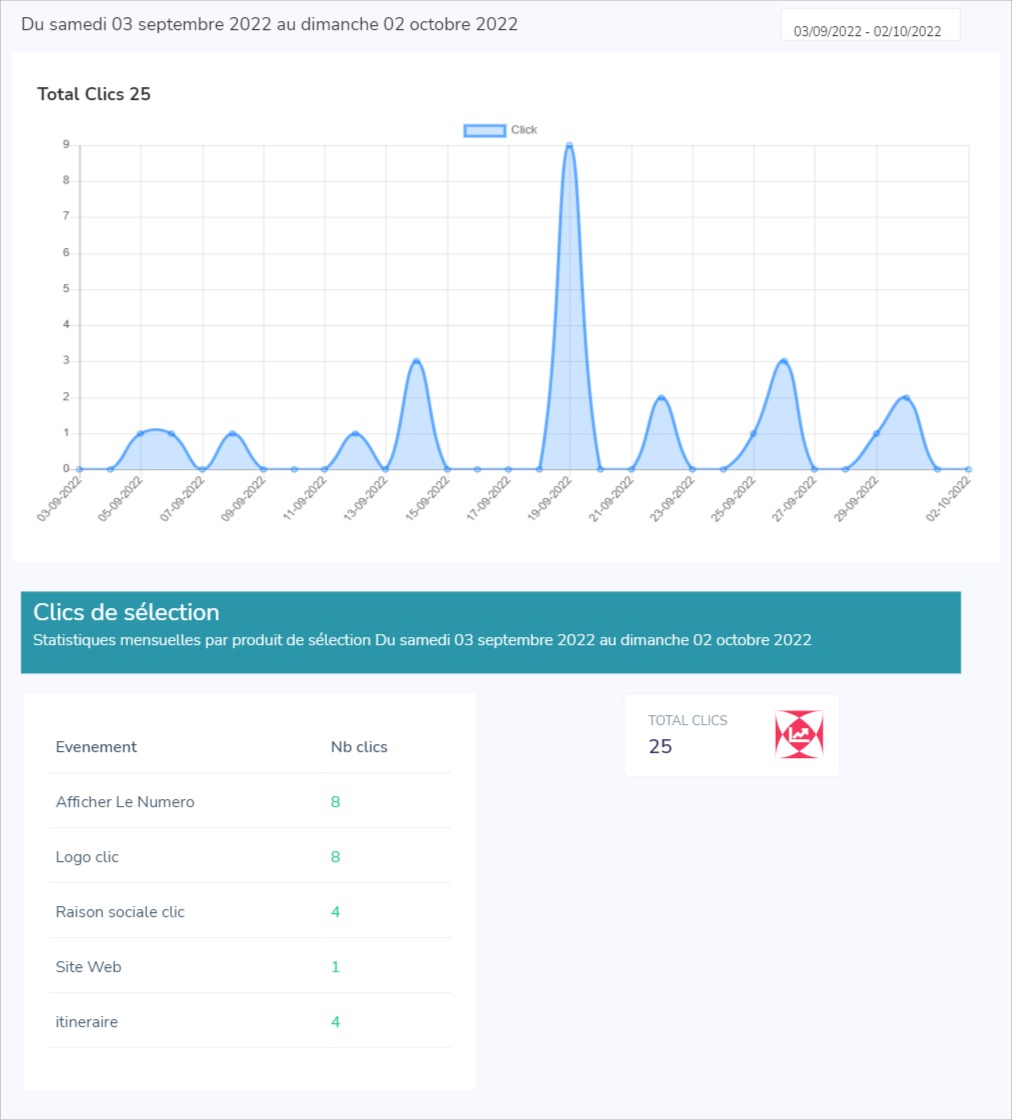 Du samedi 03 septembre 2022 au dimanche 02 octobre 2022
03/09/2022 - 02/10/2022
Total Clics 25
Click
9
8
7
6
5
4
3
2
1
0
03-09-2022
05-09-2022
07-09-2022
09-09-2022
11-09-2022
13-09-2022
15-09-2022
17-09-2022
19-09-2022
21-09-2022
23-09-2022
25-09-2022
27-09-2022
29-09-2022
02-10-2022
Clics de sélection
Statistiques mensuelles par produit de sélection Du samedi 03 septembre 2022 au dimanche 02 octobre 2022
Evenement Nb clics
TOTAL CLICS
25
Afficher Le Numero 8
Logo clic 8
Raison sociale clic 4
Site Web 1
itineraire 4